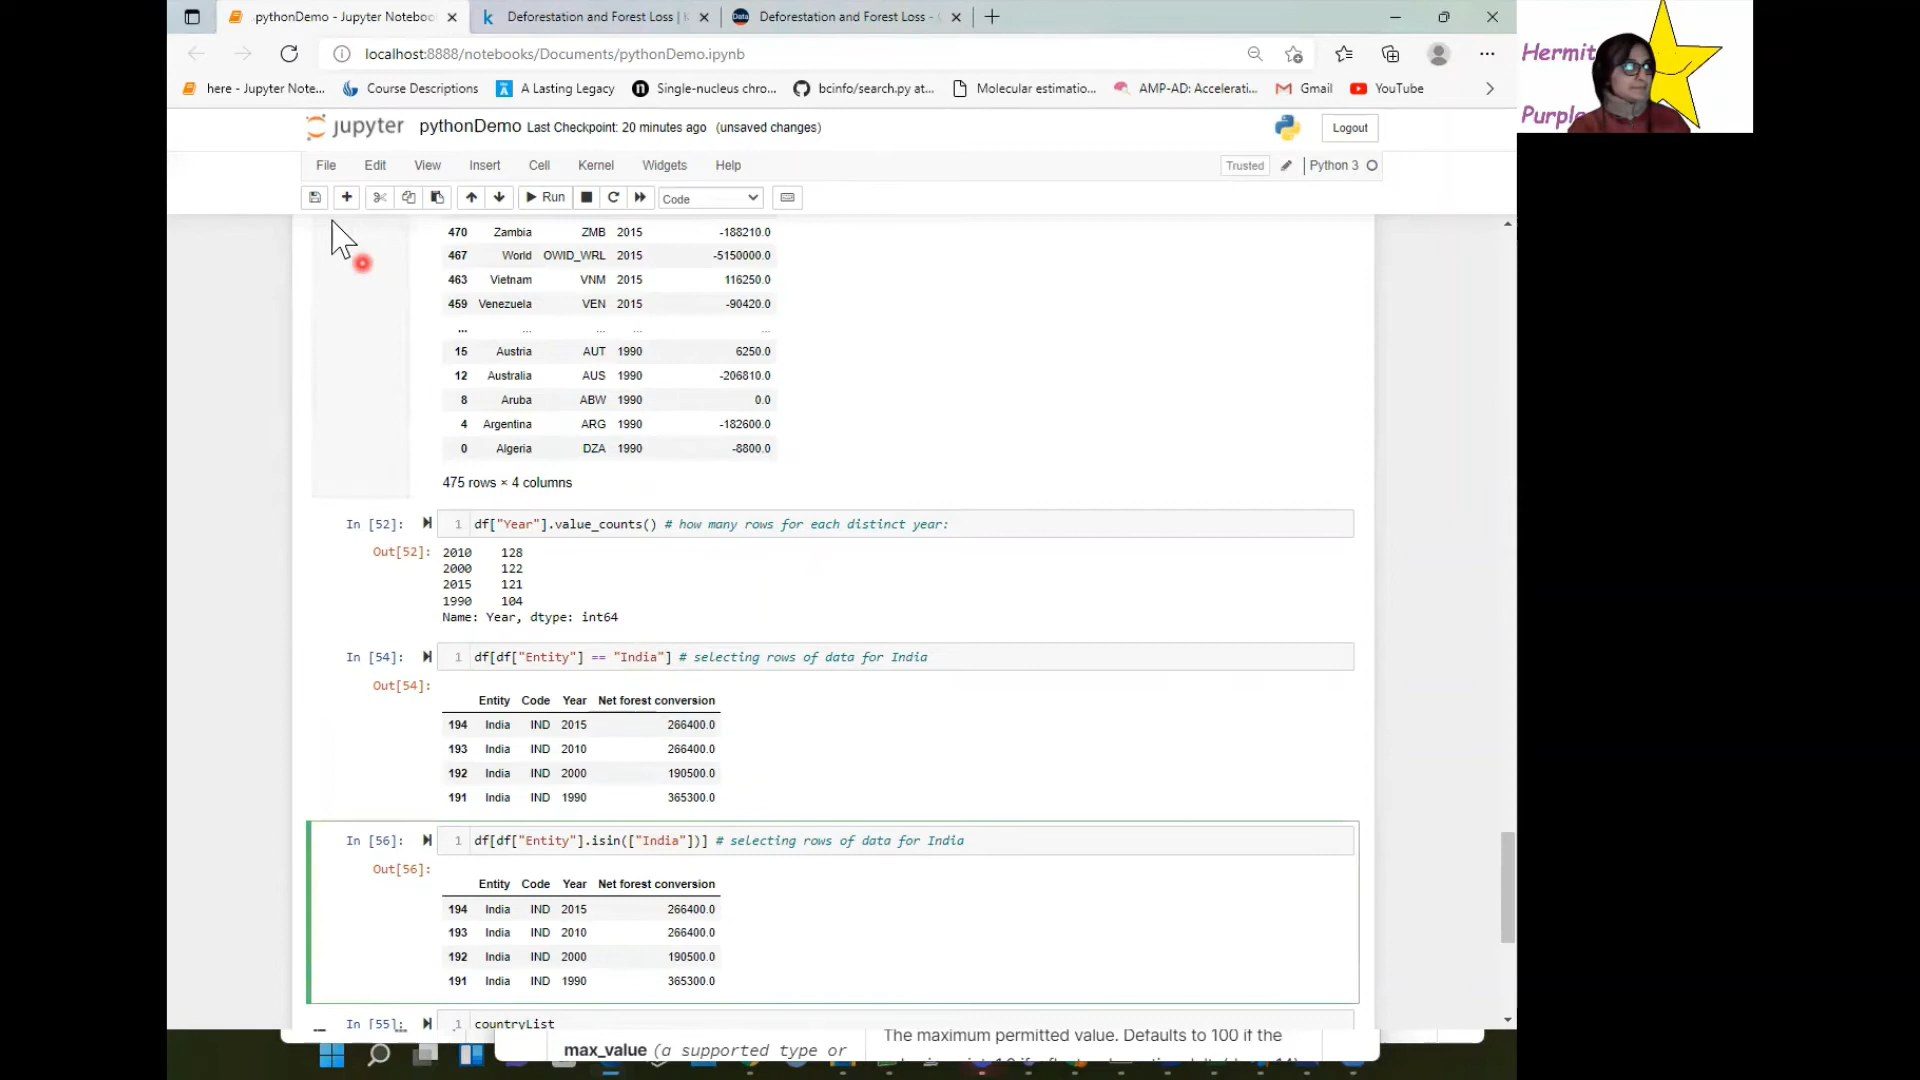 pythonDemo - Jupyter Notebook
Deforestation and Forest Loss |
Deforestation and Forest Loss -
localhost:8888/notebooks/Documents/pythonDemo.ipynb
here - Jupyter Note...
Course Descriptions
A Lasting Legacy
Single-nucleus chro...
bcinfo/search.py at...
Molecular estimatio...
AMP-AD: Accelerati...
Gmail
YouTube
Hermit
Purple
jupyter pythonDemo Last Checkpoint: 20 minutes ago (unsaved changes)
Logout
File Edit View Insert Cell Kernel Widgets Help
Trusted Python 3
Run Code
470 Zambia ZMB 2015 -188210.0
467 World OWID_WRL 2015 -5150000.0
463 Vietnam VNM 2015 116250.0
459 Venezuela VEN 2015 -90420.0
... ... ... ... ...
15 Austria AUT 1990 6250.0
12 Australia AUS 1990 -206810.0
8 Aruba ABW 1990 0.0
4 Argentina ARG 1990 -182600.0
0 Algeria DZA 1990 -8800.0
475 rows × 4 columns
In [52]: 1 df["Year"].value_counts() # how many rows for each distinct year:
Out[52]: 2010 128
2000 122
2015 121
1990 104
Name: Year, dtype: int64
In [54]: 1 df[df["Entity"] == "India"] # selecting rows of data for India
Out[54]:
Entity Code Year Net forest conversion
194 India IND 2015 266400.0
193 India IND 2010 266400.0
192 India IND 2000 190500.0
191 India IND 1990 365300.0
In [56]: 1 df[df["Entity"].isin(["India"])] # selecting rows of data for India
Out[56]:
Entity Code Year Net forest conversion
194 India IND 2015 266400.0
193 India IND 2010 266400.0
192 India IND 2000 190500.0
191 India IND 1990 365300.0
In [55]: 1 countryList
The maximum permitted value. Defaults to 100 if the
max_value (a supported type or